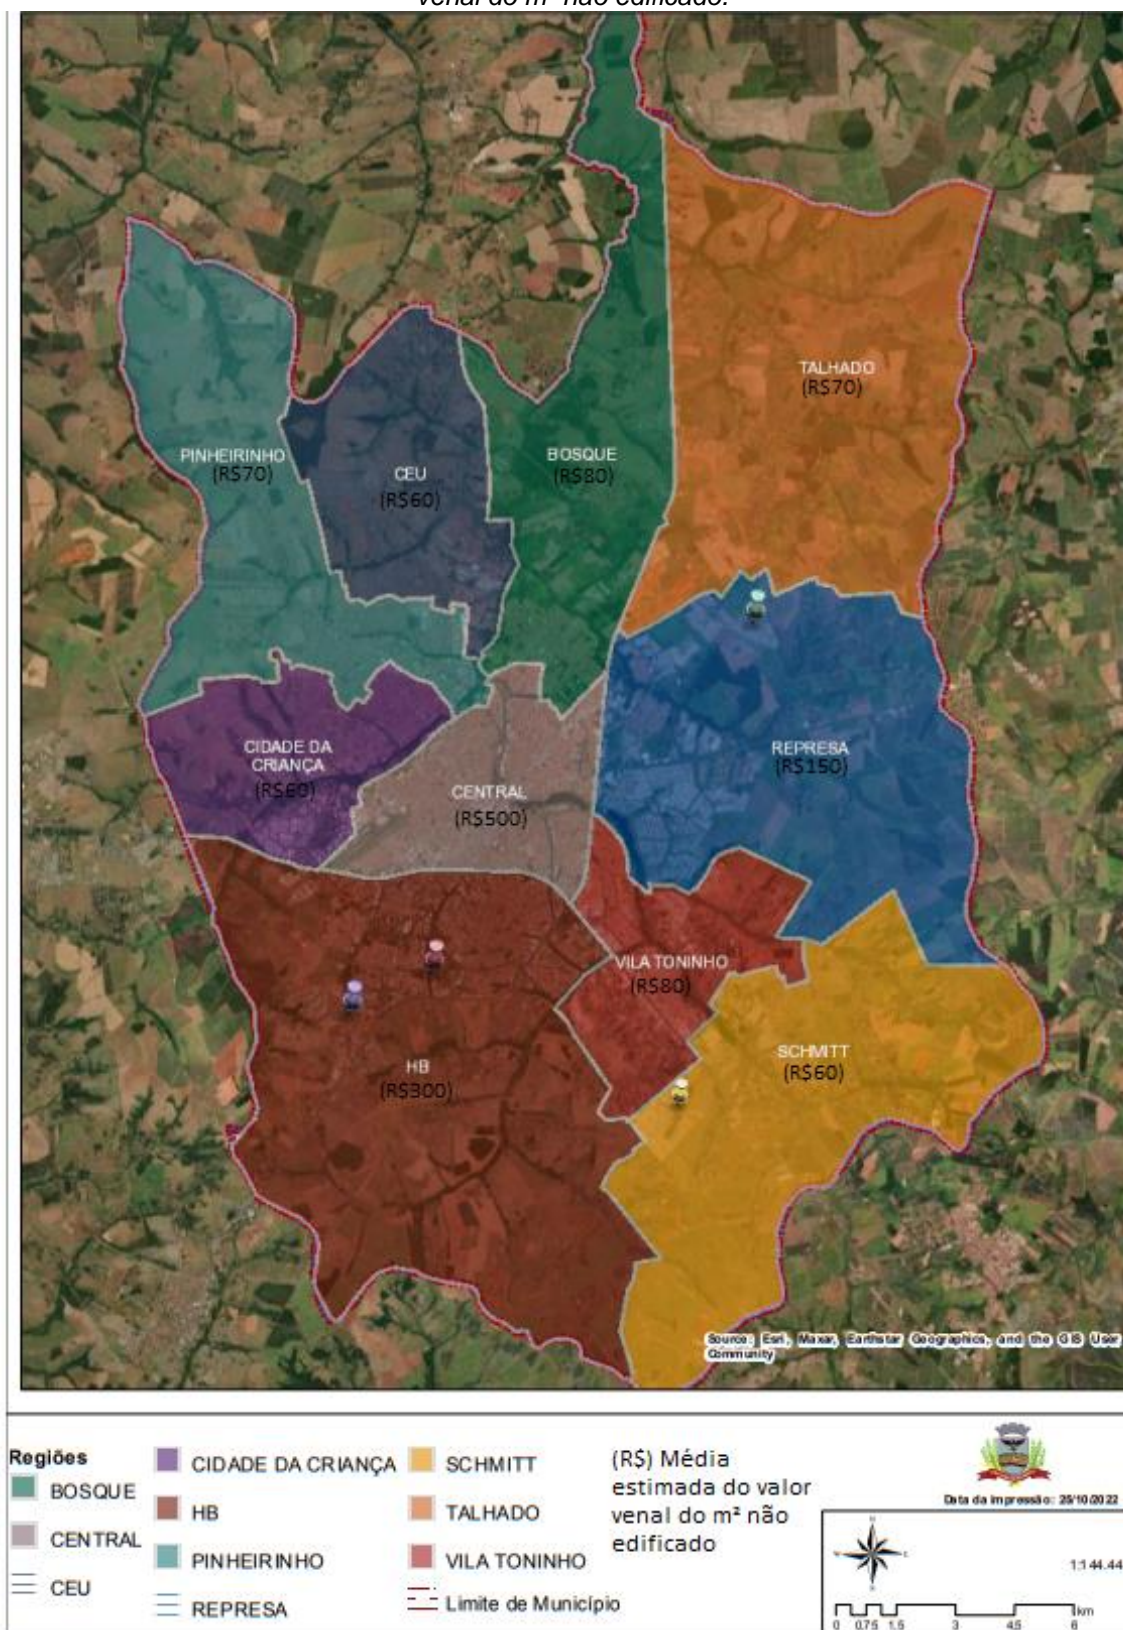 venal do m² não edificado.
TALHADO
(R$70)
PINHEIRINHO
(R$70)
CEU
(R$60)
BOSQUE
(R$80)
CIDADE DA
CRIANÇA
(R$60)
CENTRAL
(R$500)
REPRESA
(R$150)
VILA TONINHO
(R$80)
HB
(R$300)
SCHMITT
(R$60)
Source: Esri, Maxar, Earthstar Geographics, and the GIS User
Community
Regiões
BOSQUE
CENTRAL
CEU
CIDADE DA CRIANÇA
HB
PINHEIRINHO
REPRESA
SCHMITT
TALHADO
VILA TONINHO
Limite de Município
(R$) Média
estimada do valor
venal do m² não
edificado
Data da impressão: 25/10/2022
1:144.44
km
0 0.75 1.5 3 4.5 6